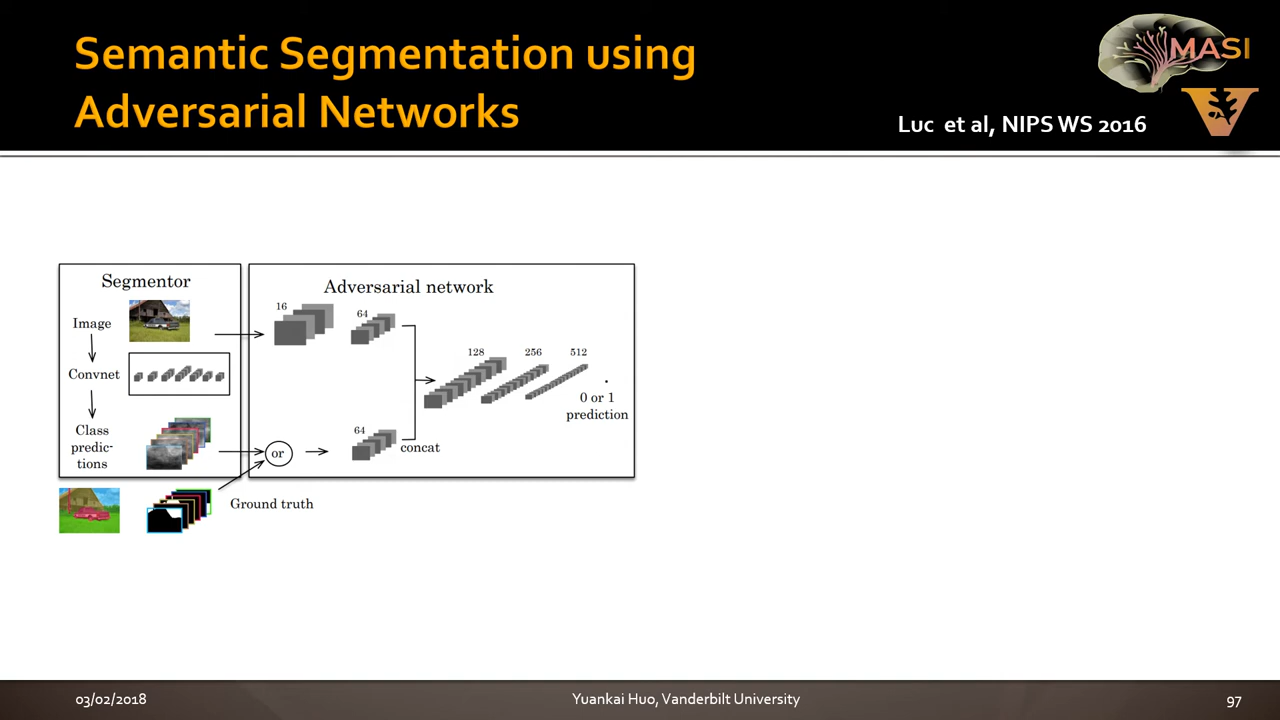 Semantic Segmentation using
Adversarial Networks
MASI
V
Luc et al, NIPS WS 2016
Segmentor
Image
Convnet
Class
predic-
tions
Adversarial network
16
64
128
256
512
0 or 1
prediction
or
64
concat
Ground truth
03/02/2018
Yuankai Huo, Vanderbilt University
97